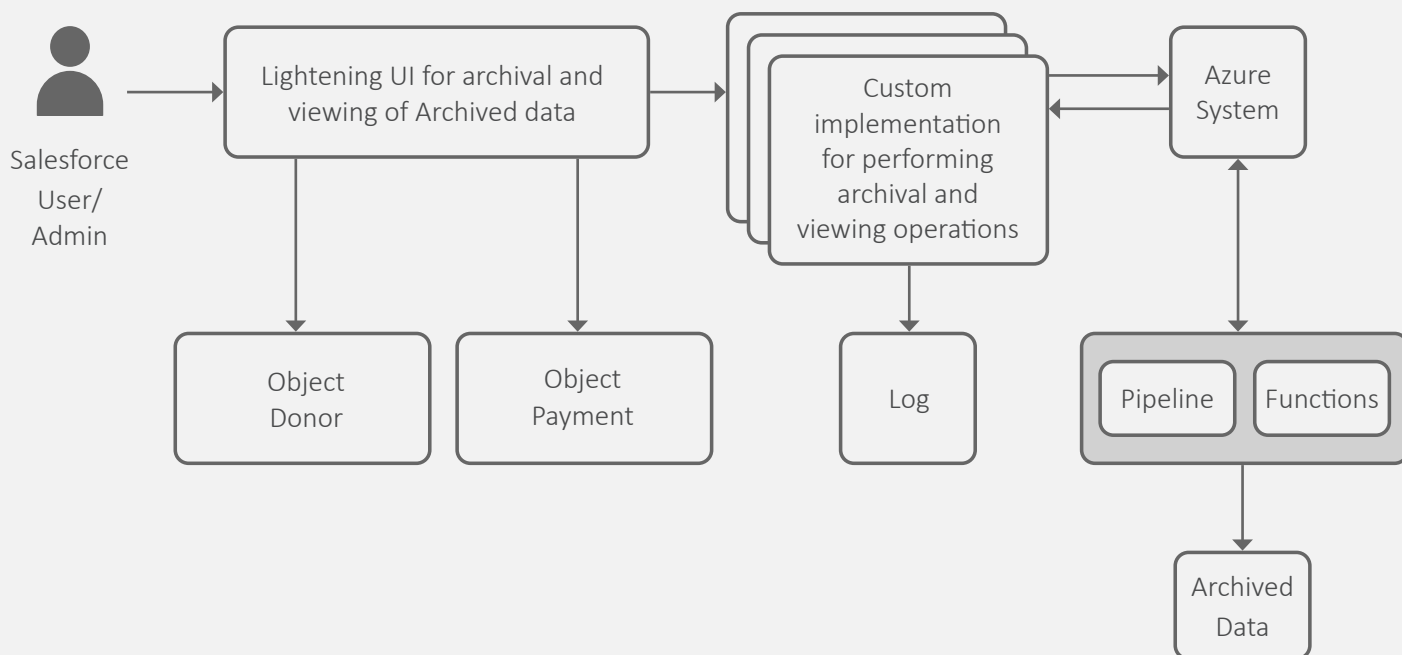 Salesforce
User/
Admin
Lightening UI for archival and
viewing of Archived data
Custom
implementation
for performing
archival and
viewing operations
Azure
System
Object
Donor
Object
Payment
Log
Pipeline
Functions
Archived
Data